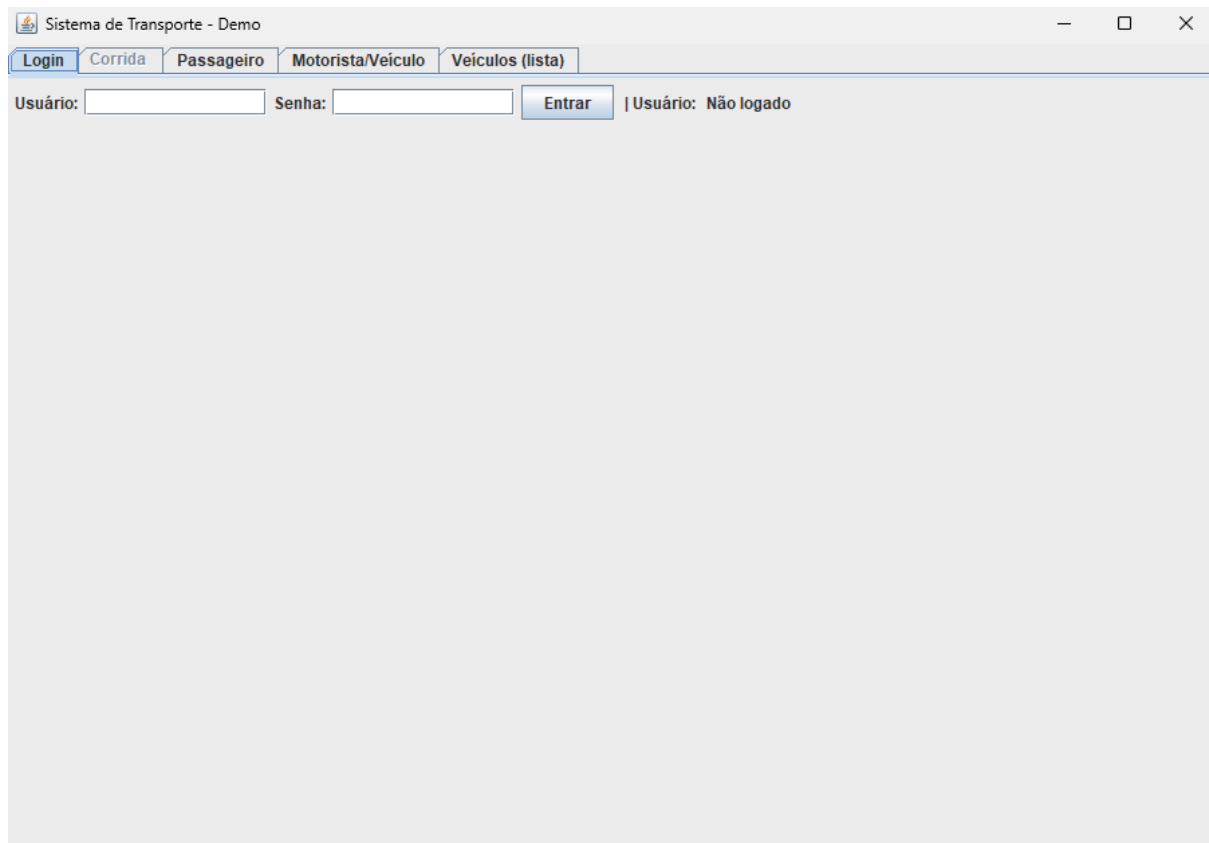 Sistema de Transporte - Demo
Login Corrida Passageiro Motorista/Veículo Veículos (lista)
Usuário: Senha: Entrar | Usuário: Não logado